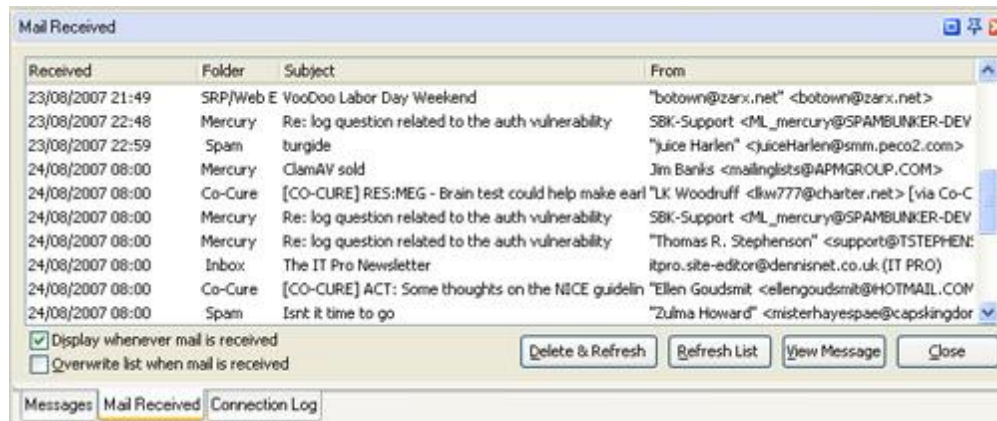 Mail Received
Received Folder Subject From
23/08/2007 21:49 SRP/Web E VooDoo Labor Day Weekend "botown@zarx.net" <botown@zarx.net>
23/08/2007 22:48 Mercury Re: log question related to the auth vulnerability SBK-Support <ML_mercury@SPAMBUNKER-DEV
23/08/2007 22:59 Spam turgide "juice Harlen" <juiceHarlen@smm.peco2.com>
24/08/2007 08:00 Mercury ClamAV sold Jim Banks <mailinglists@APMGROUP.COM>
24/08/2007 08:00 Co-Cure [CO-CURE] RES:MEG - Brain test could help make earl "LK Woodruff <lkw777@charter.net> [via Co-C
24/08/2007 08:00 Mercury Re: log question related to the auth vulnerability SBK-Support <ML_mercury@SPAMBUNKER-DEV
24/08/2007 08:00 Mercury Re: log question related to the auth vulnerability "Thomas R. Stephenson" <support@TSTEPHEN
24/08/2007 08:00 Inbox The IT Pro Newsletter itpro.site-editor@dennisnet.co.uk (IT PRO)
24/08/2007 08:00 Co-Cure [CO-CURE] ACT: Some thoughts on the NICE guidelin "Ellen Goudsmit <ellengoudsmit@HOTMAIL.COM
24/08/2007 08:00 Spam Isnt it time to go "Zulma Howard" <misterhayespae@capskingdor
Display whenever mail is received
Overwrite list when mail is received
Delete & Refresh Refresh List View Message Close
Messages Mail Received Connection Log